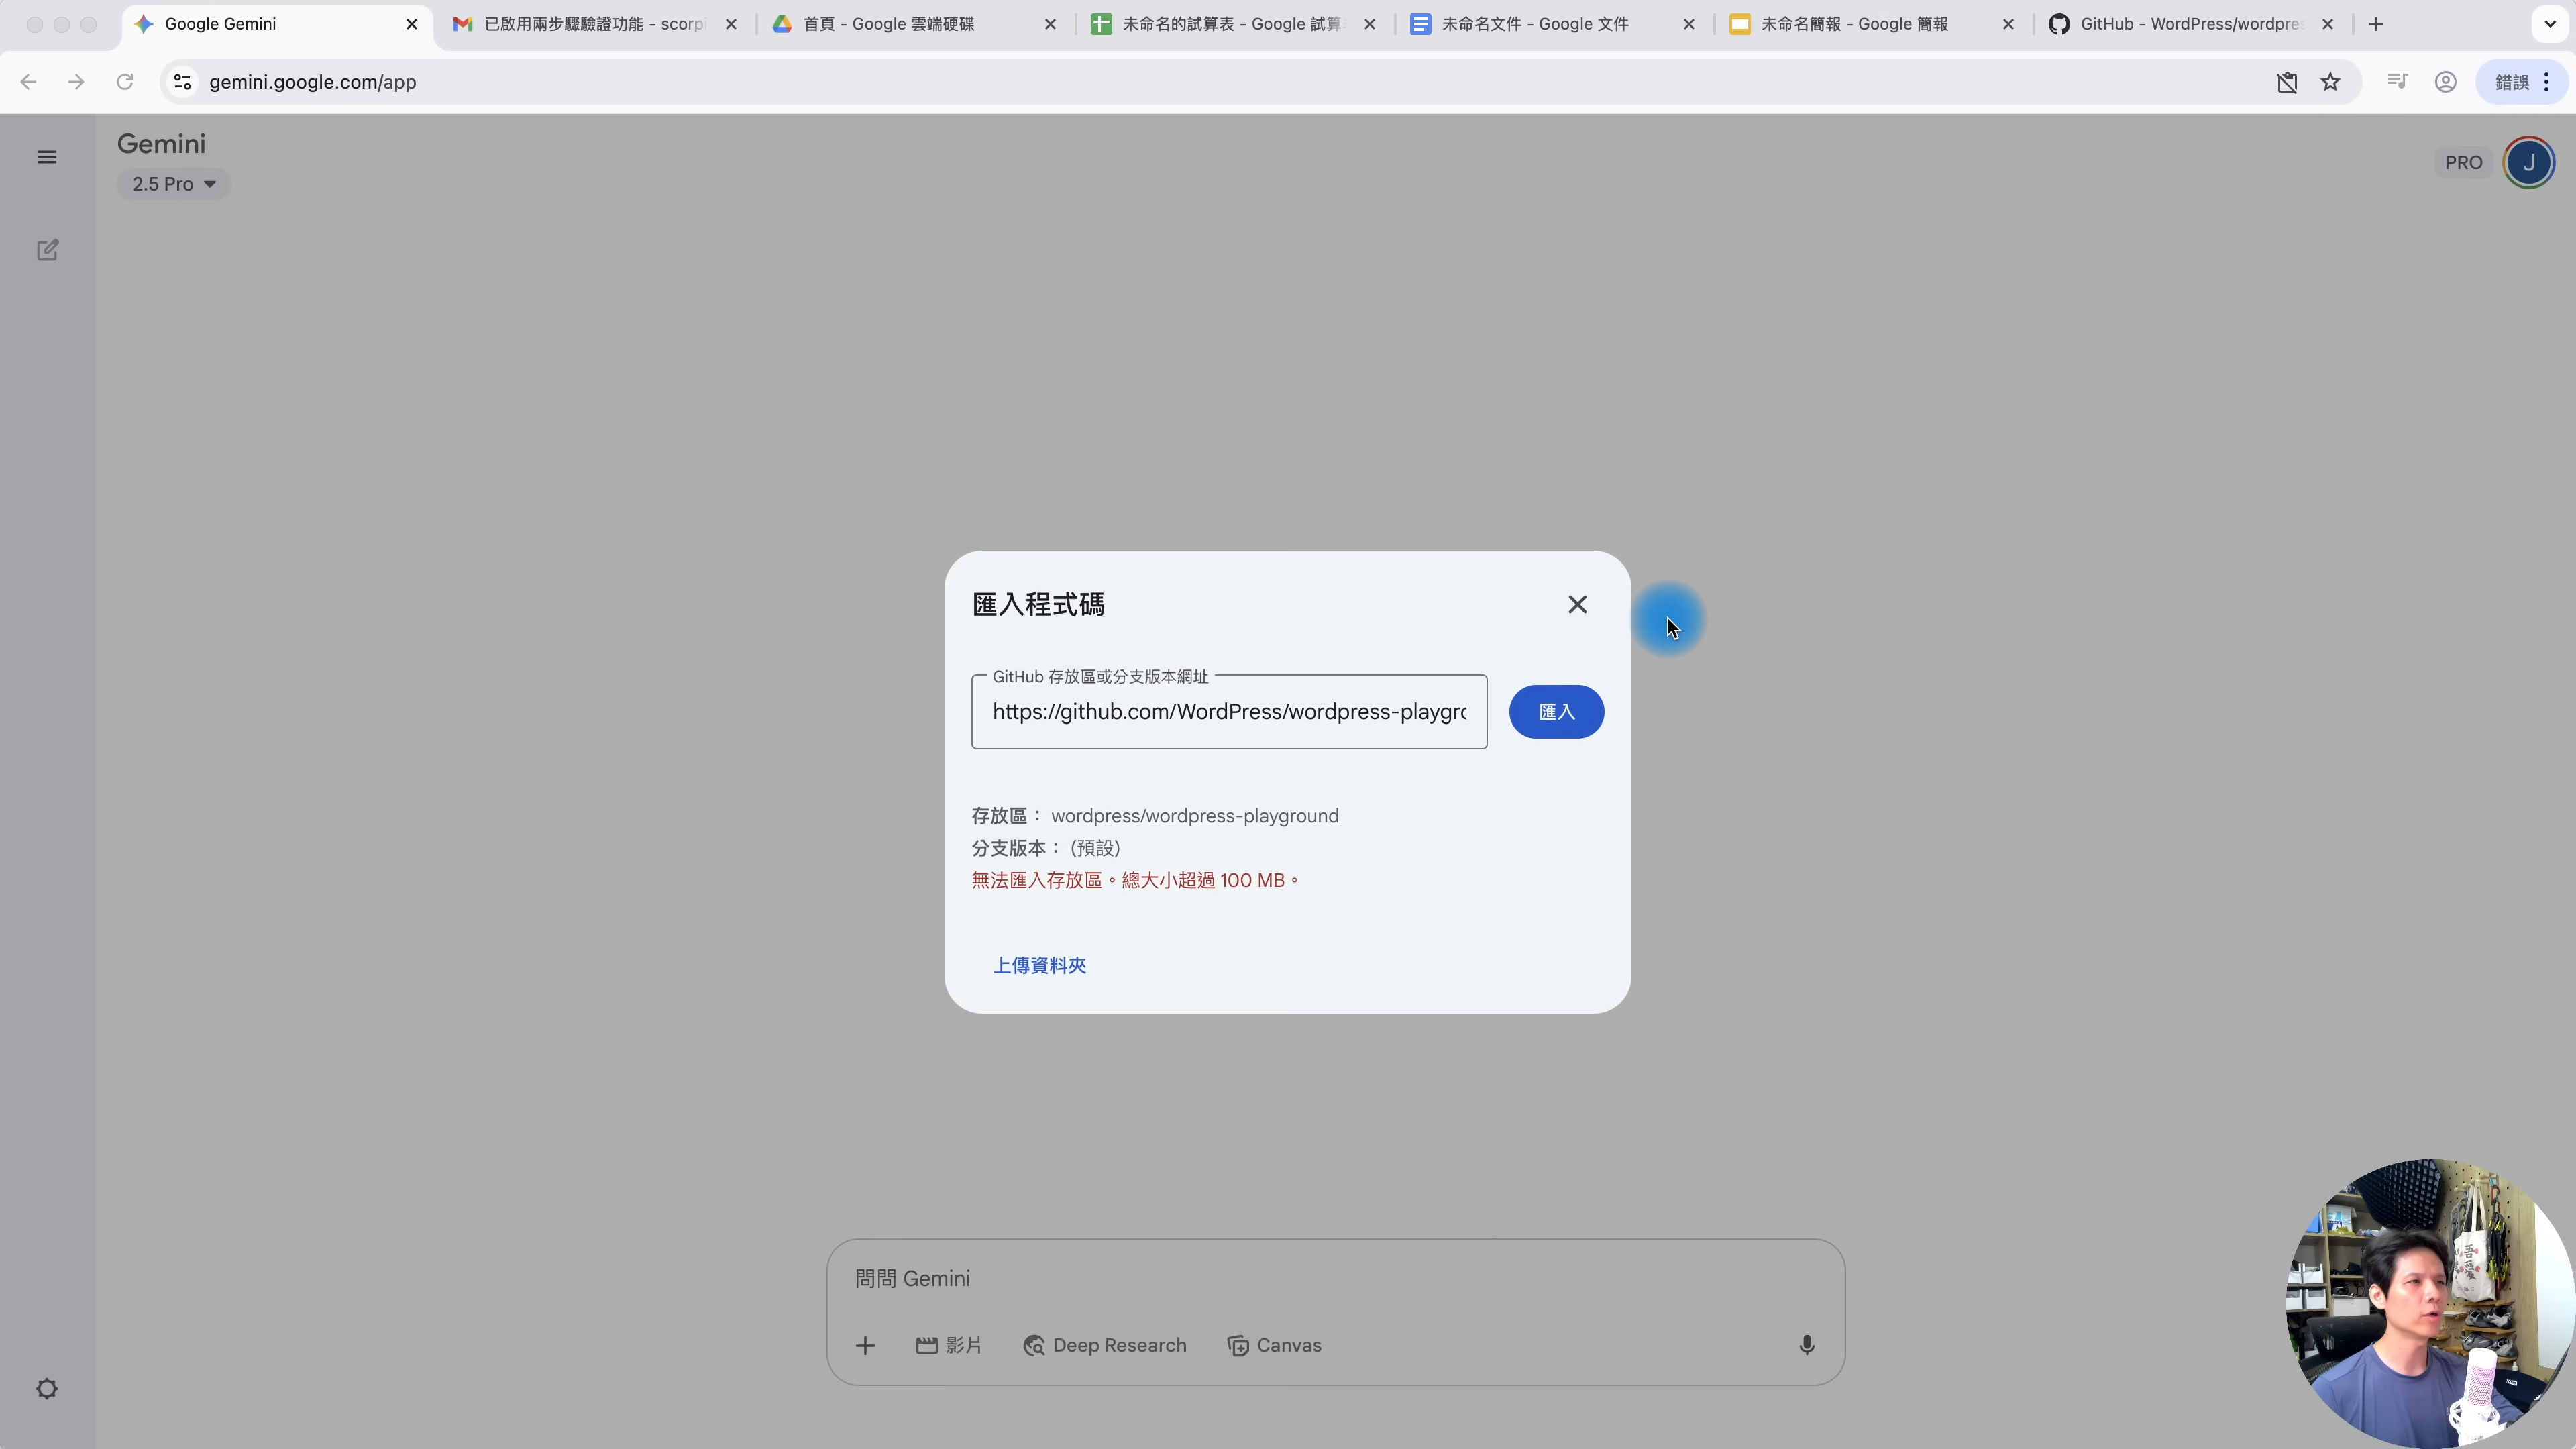 Google Gemini
已啟用兩步驟驗證功能 - scorpi
首頁 - Google 雲端硬碟
未命名的試算表 - Google 試算
未命名文件 - Google 文件
未命名簡報 - Google 簡報
GitHub - WordPress/wordpres
gemini.google.com/app
錯誤
Gemini
2.5 Pro
PRO
J
匯入程式碼
GitHub 存放區或分支版本網址
https://github.com/WordPress/wordpress-playgro
匯入
存放區： wordpress/wordpress-playground
分支版本： (預設)
無法匯入存放區。總大小超過 100 MB。
上傳資料夾
問問 Gemini
影片
Deep Research
Canvas